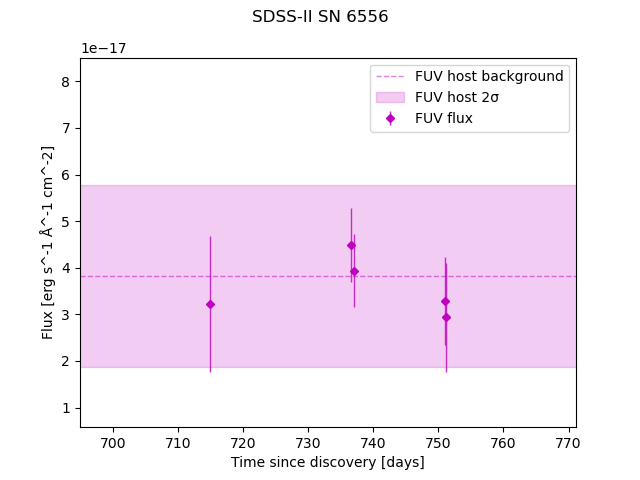 SDSS-II SN 6556
1e−17
FUV host background
FUV host 2σ
FUV flux
8
7
6
5
4
3
2
1
Flux [erg s^-1 Å^-1 cm^-2]
700 710 720 730 740 750 760 770
Time since discovery [days]